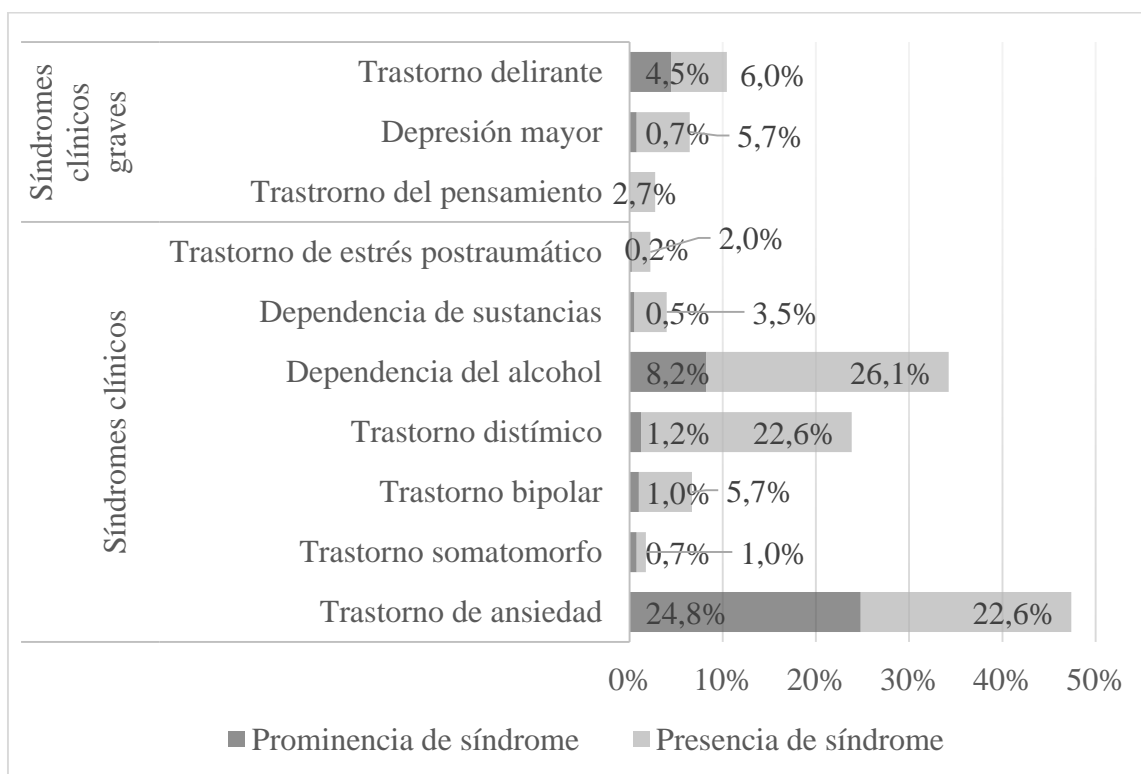 Síndromes
clínicos
graves
Trastorno delirante
4,5%
6,0%
Depresión mayor
0,7%
5,7%
Trastrorno del pensamiento
2,7%
Síndromes clínicos
Trastorno de estrés postraumático
0,2%
2,0%
Dependencia de sustancias
0,5%
3,5%
Dependencia del alcohol
8,2%
26,1%
Trastorno distímico
1,2%
22,6%
Trastorno bipolar
1,0%
5,7%
Trastorno somatomorfo
0,7%
1,0%
Trastorno de ansiedad
24,8%
22,6%
0% 10% 20% 30% 40% 50%
Prominencia de síndrome
Presencia de síndrome